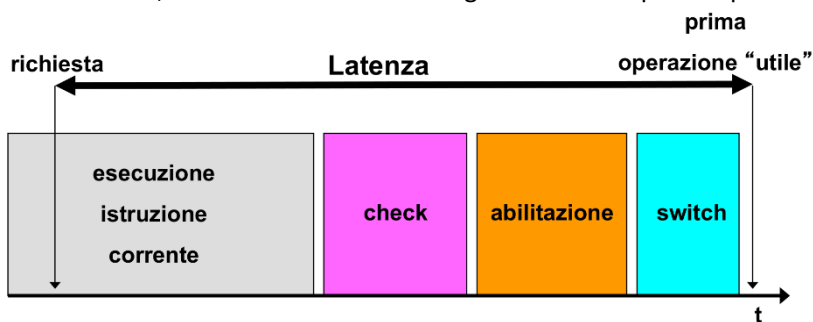 prima
richiesta Latenza operazione “utile”
esecuzione
istruzione
corrente
check abilitazione switch
t